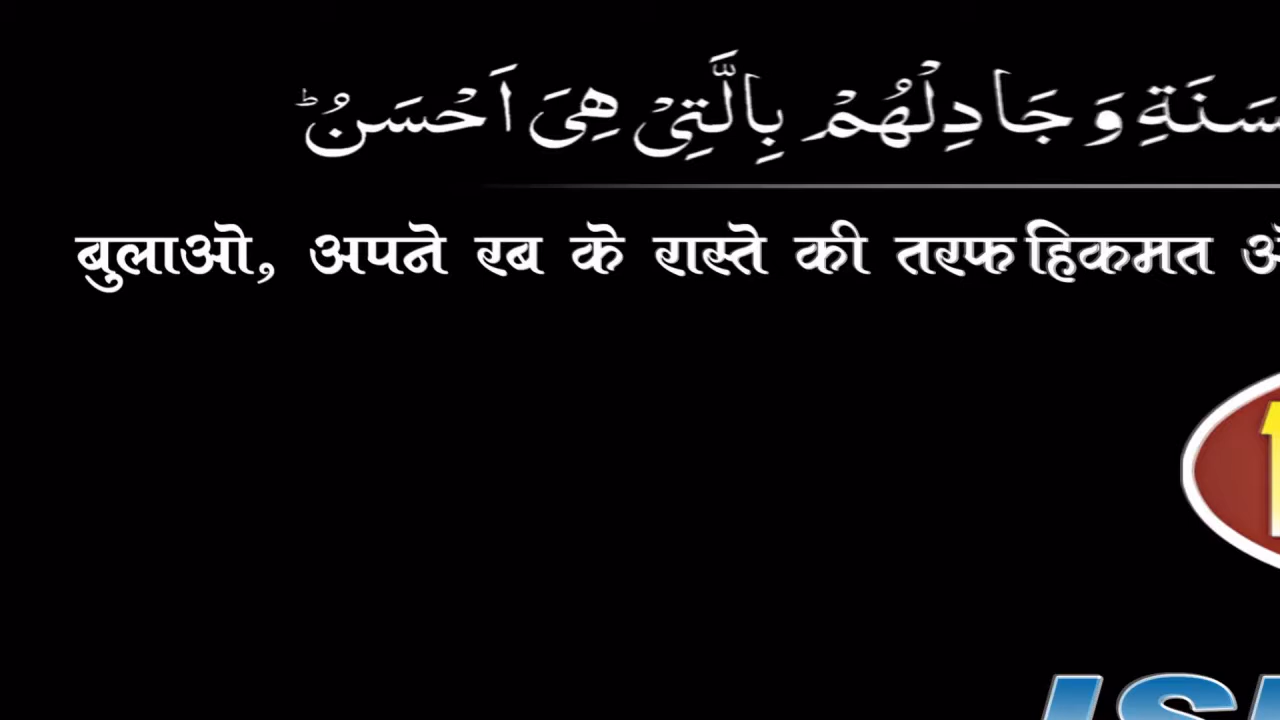 وَجَادِلْهُمْ بِالَّتِیْ هِیَ اَحْسَنُ ؕ
बुलाओ, अपने रब के रास्ते की तरफ हिकमत